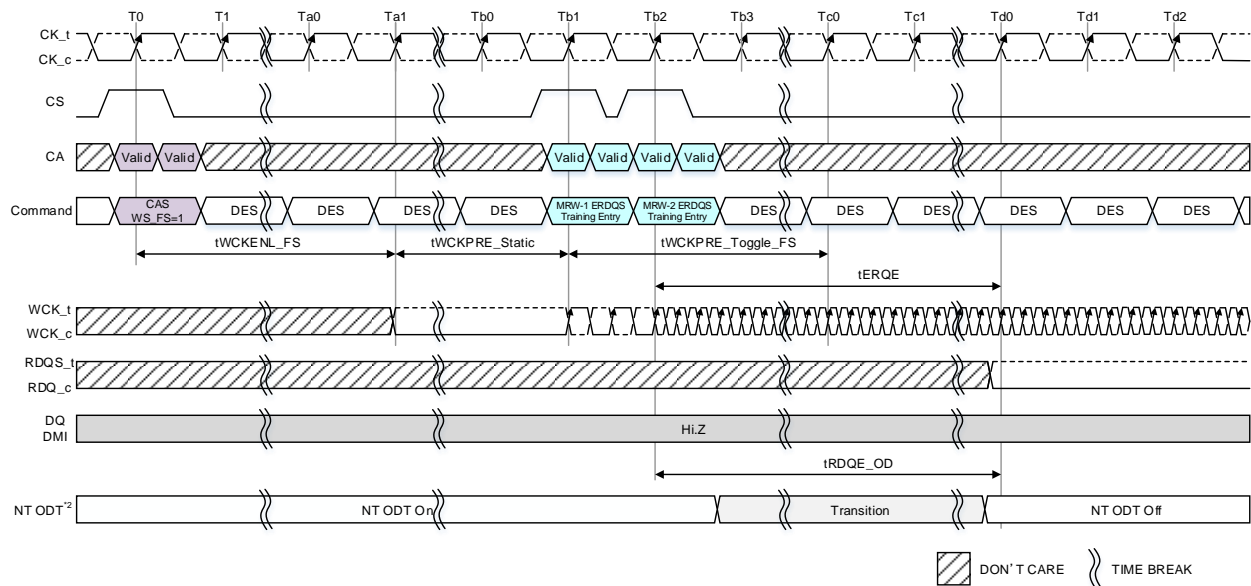 T0 T1 Ta0 Ta1 Tb0 Tb1 Tb2 Tb3 Tc0 Tc1 Td0 Td1 Td2
CK_t
CK_c
CS
CA Valid Valid Valid Valid Valid Valid
Command CAS WS_FS=1 DES DES DES DES MRW-1 ERDQS Training Entry MRW-2 ERDQS Training Entry DES DES DES DES DES DES
tWCKENL_FS tWCKPRE_Static tWCKPRE_Toggle_FS
tERQE
WCK_t
WCK_c
RDQS_t
RDQ_c
DQ
DMI
Hi.Z
tRDQE_OD
NT ODT*2 NT ODT On Transition NT ODT Off
DON'T CARE TIME BREAK